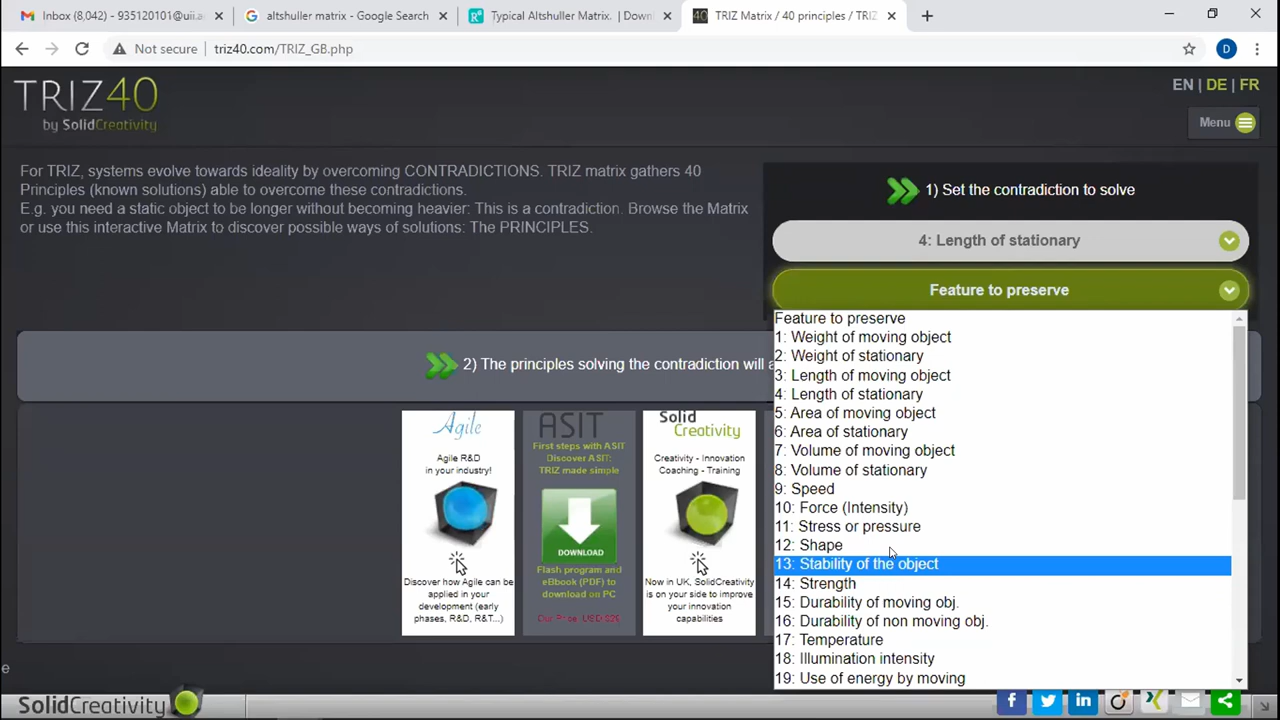 Inbox (8,042) - 935120101@uii.a
altshuller matrix - Google Search
Typical Altshuller Matrix. | Downl
40
TRIZ Matrix / 40 principles / TRIZ
Not secure
triz40.com/TRIZ_GB.php
D
TRIZ40
by SolidCreativity
EN | DE | FR
Menu
For TRIZ, systems evolve towards ideality by overcoming CONTRADICTIONS. TRIZ matrix gathers 40
Principles (known solutions) able to overcome these contradictions.
E.g. you need a static object to be longer without becoming heavier: This is a contradiction. Browse the Matrix
or use this interactive Matrix to discover possible ways of solutions: The PRINCIPLES.
1) Set the contradiction to solve
4: Length of stationary
Feature to preserve
Feature to preserve
1: Weight of moving object
2: Weight of stationary
3: Length of moving object
4: Length of stationary
5: Area of moving object
6: Area of stationary
7: Volume of moving object
8: Volume of stationary
9: Speed
10: Force (Intensity)
11: Stress or pressure
12: Shape
13: Stability of the object
14: Strength
15: Durability of moving obj.
16: Durability of non moving obj.
17: Temperature
18: Illumination intensity
19: Use of energy by moving
2) The principles solving the contradiction will a
Agile
Agile R&D
in your industry!
Discover how Agile can be
applied in your
development (early
phases, R&D, R&T...)
ASIT
First steps with ASIT
Discover ASIT:
TRIZ made simple
DOWNLOAD
Flash program and
eBbook (PDF) to
download on PC
Our Price: USD $26
Solid
Creativity
Creativity - Innovation
Coaching - Training
Now in UK, SolidCreativity
is on your side to improve
your innovation
capabilities
e
SolidCreativity